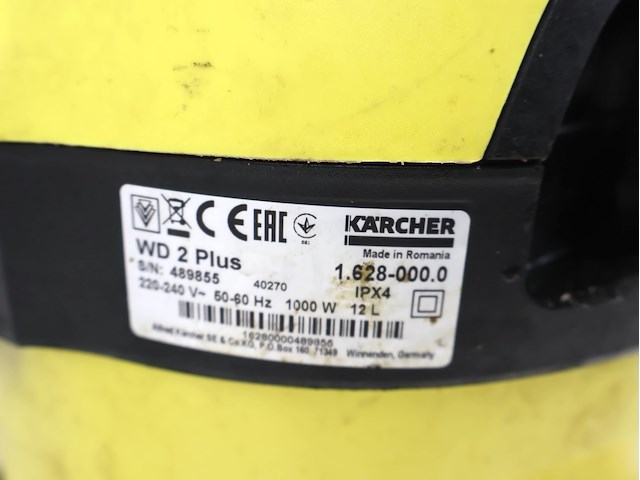 CE EAC KÄRCHER
WD 2 Plus Made in Romania
S/N: 489855 40270 1.628-000.0
220-240 V~ 50-60 Hz 1000 W 12 L IPX4
16280000489855
Alfred Kärcher SE & Co.KG, P.O.Box 160, 71349 Winnenden, Germany